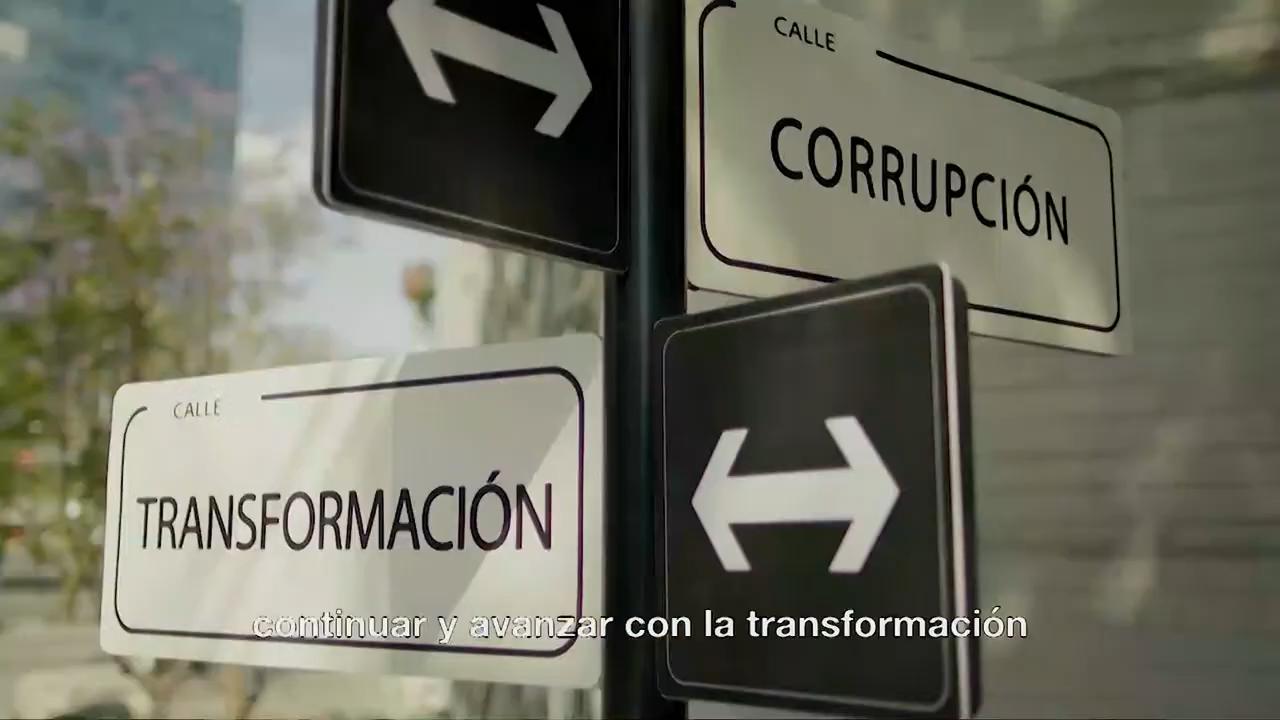 CALLE
CORRUPCIÓN
CALLE
TRANSFORMACIÓN
continuar y avanzar con la transformación